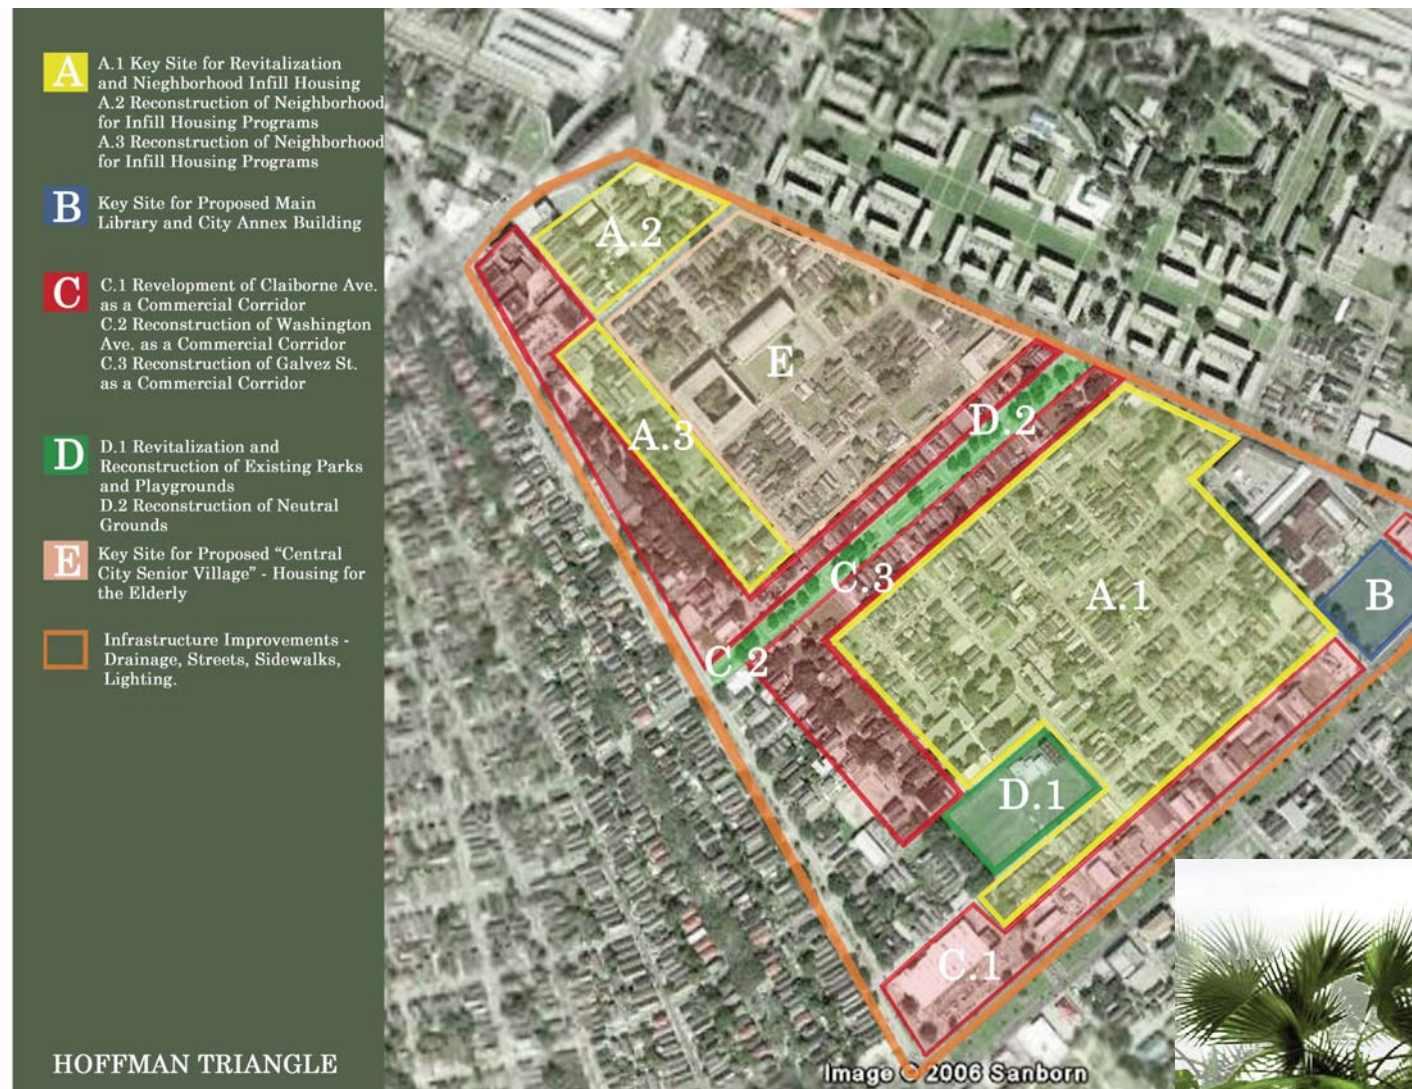 A
A.1 Key Site for Revitalization
and Nieghborhood Infill Housing
A.2 Reconstruction of Neighborhood
for Infill Housing Programs
A.3 Reconstruction of Neighborhood
for Infill Housing Programs
B
Key Site for Proposed Main
Library and City Annex Building
C
C.1 Revelopment of Claiborne Ave.
as a Commercial Corridor
C.2 Reconstruction of Washington
Ave. as a Commercial Corridor
C.3 Reconstruction of Galvez St.
as a Commercial Corridor
D
D.1 Revitalization and
Reconstruction of Existing Parks
and Playgrounds
D.2 Reconstruction of Neutral
Grounds
E
Key Site for Proposed “Central
City Senior Village” - Housing for
the Elderly
Infrastructure Improvements -
Drainage, Streets, Sidewalks,
Lighting.
HOFFMAN TRIANGLE
A.2
E
D.2
A.3
C.3
A.1
B
C.2
D.1
C.1
Image © 2006 Sanborn